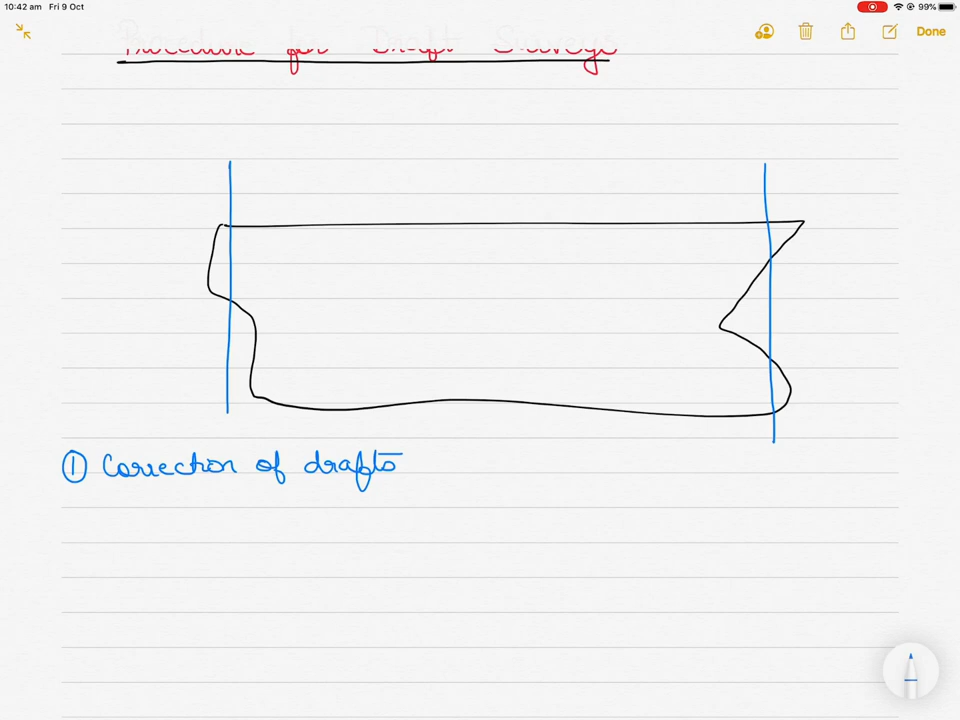 10:42 am Fri 9 Oct
99%
Done
Procedure for Draft Surveys
① Correction of drafts